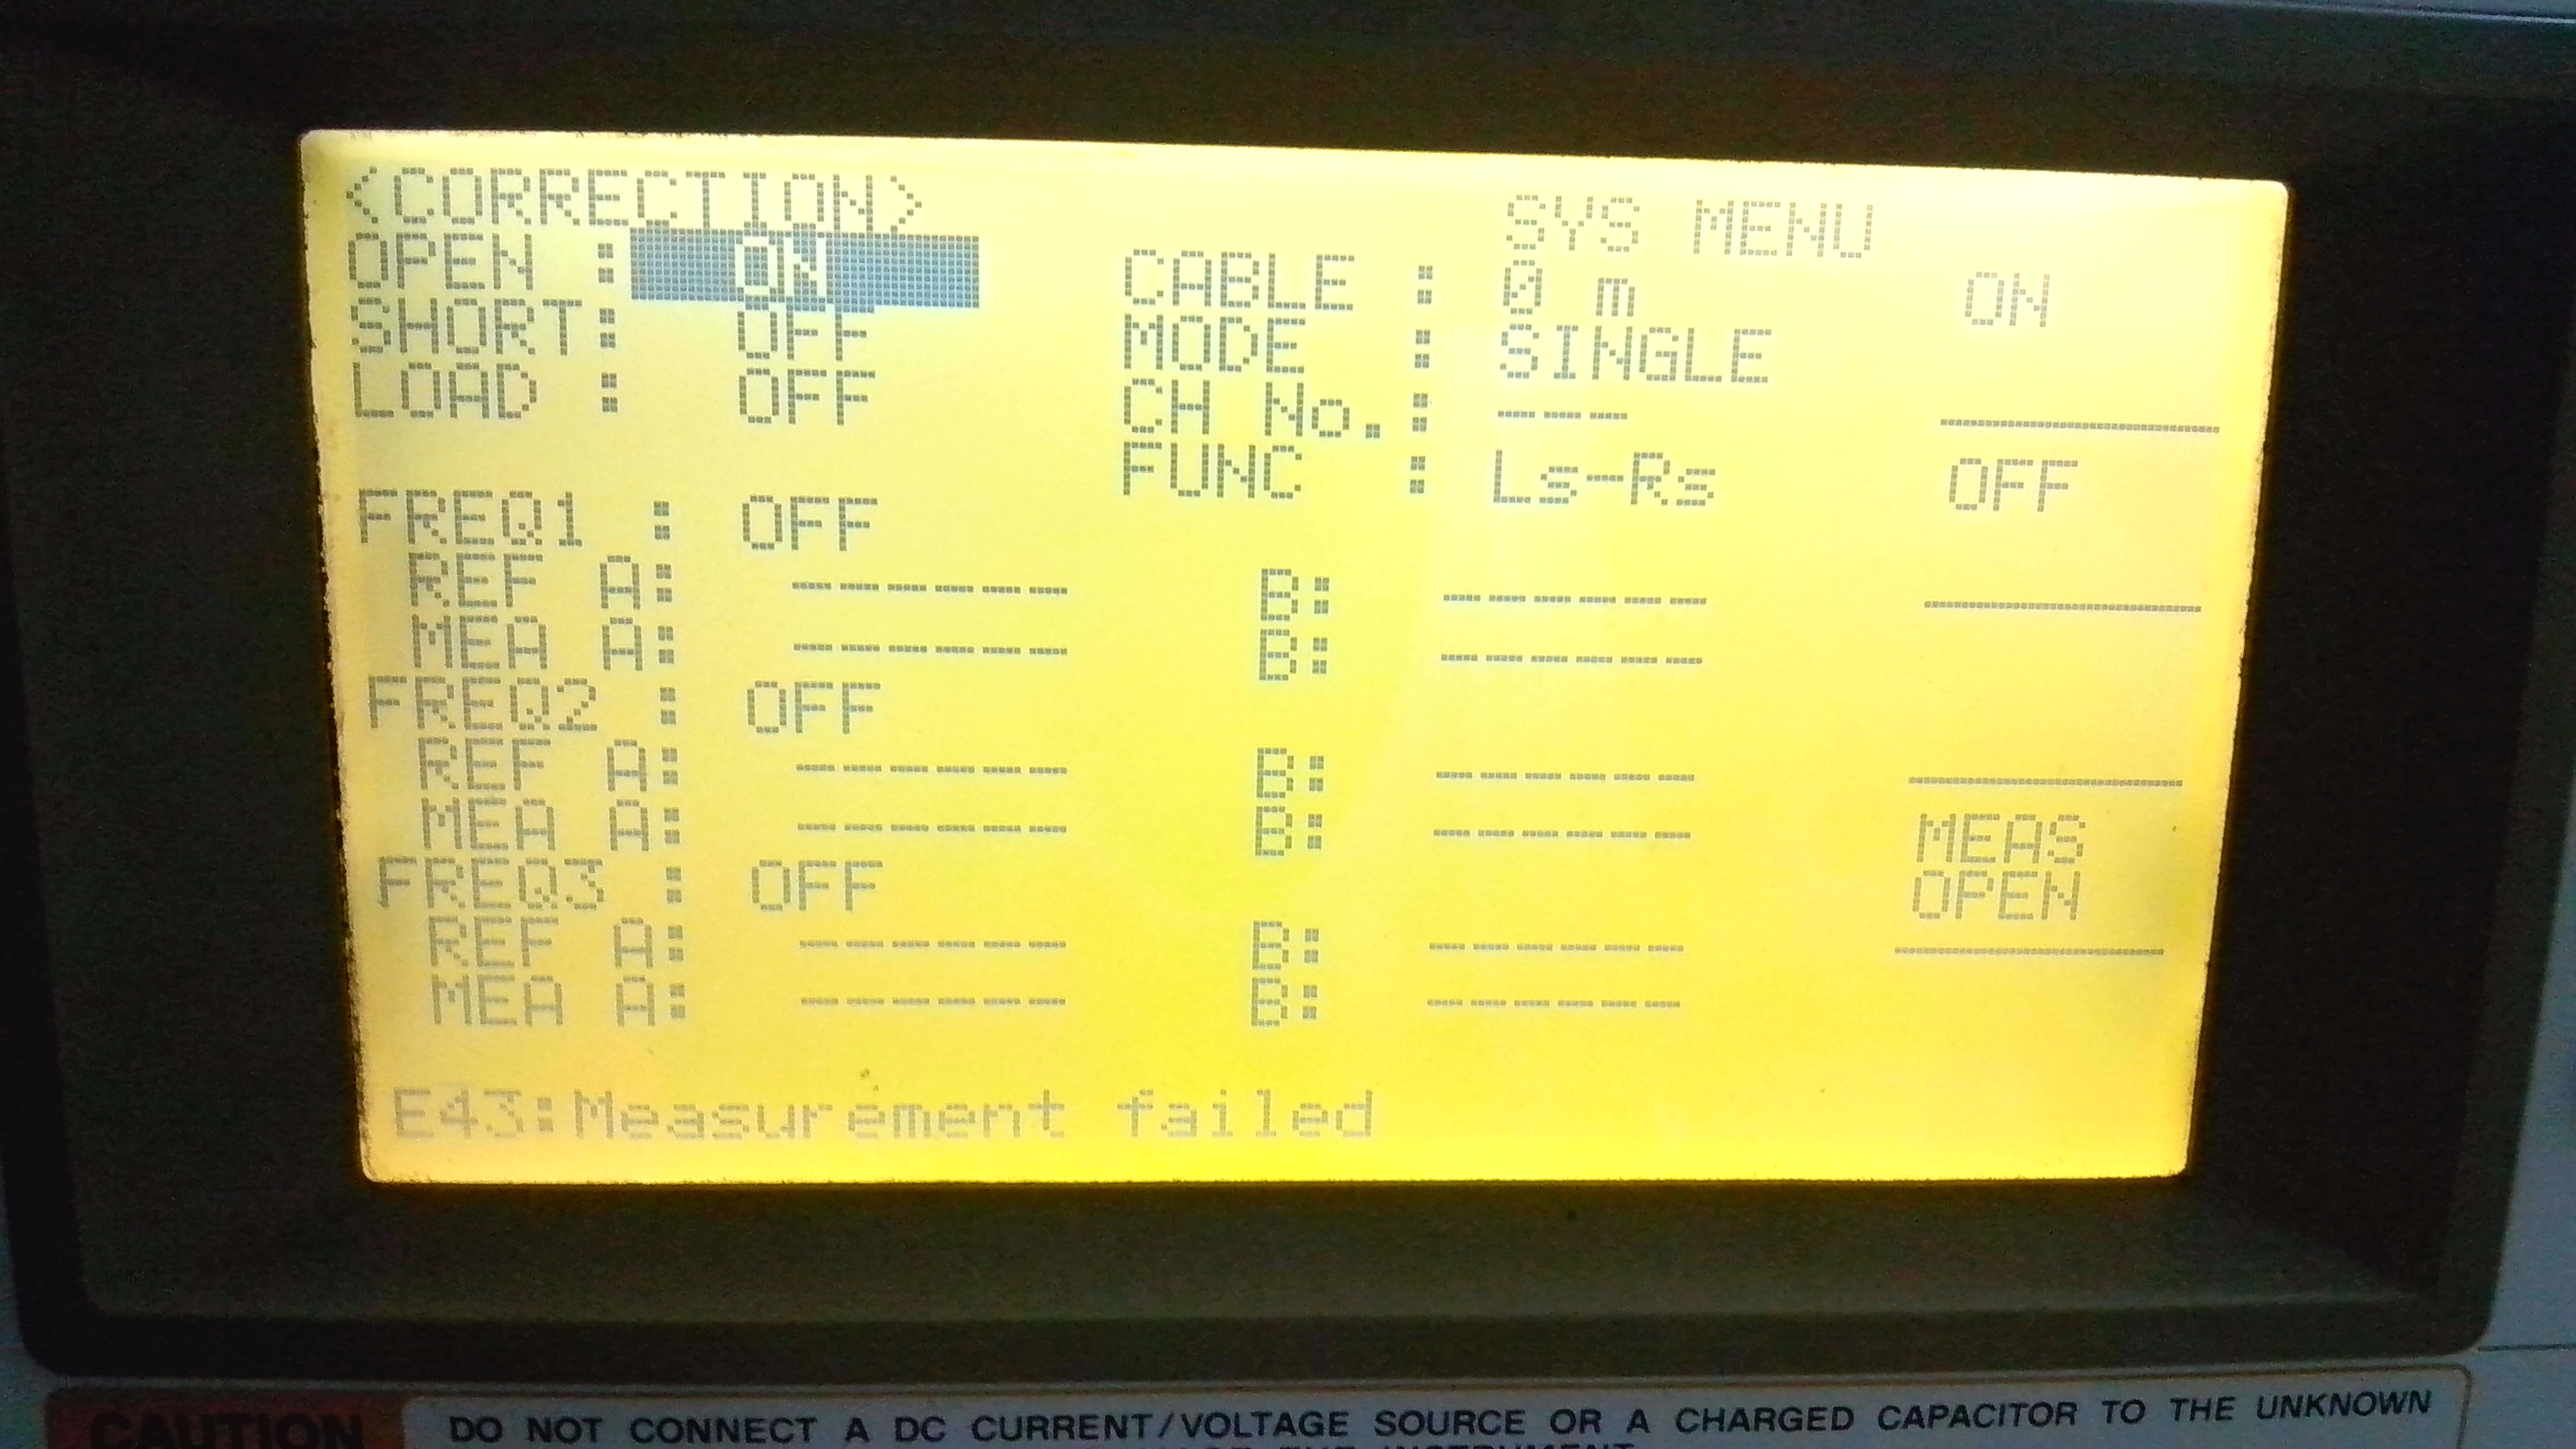 <CORRECTION> SYS MENU
OPEN : ON CABLE : 0 m ON
SHORT: OFF MODE : SINGLE
LOAD : OFF CH No.: ---
FUNC : Ls-Rs OFF
FREQ1 : OFF
REF A: ------ B: ------
MEA A: ------ B: ------
FREQ2 : OFF
REF A: ------ B: ------
MEA A: ------ B: ------ MEAS
FREQ3 : OFF OPEN
REF A: ------ B: ------
MEA A: ------ B: ------
E43:Measurement failed
CAUTION DO NOT CONNECT A DC CURRENT/VOLTAGE SOURCE OR A CHARGED CAPACITOR TO THE UNKNOWN
THE INSTRUMENT